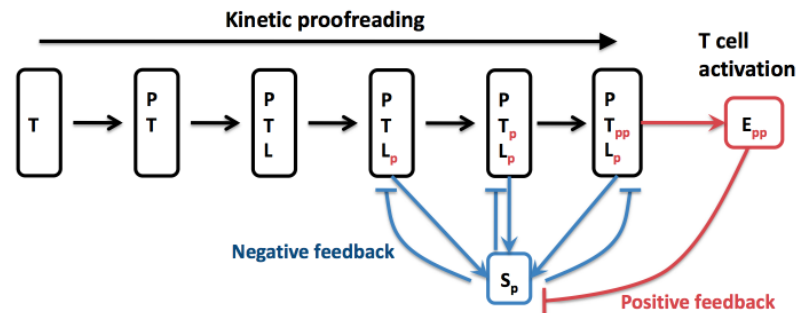 Kinetic proofreading
T cell
activation
T
P
T
P
T
L
P
T
Lp
P
Tp
Lp
P
Tpp
Lp
Epp
Negative feedback
Sp
Positive feedback